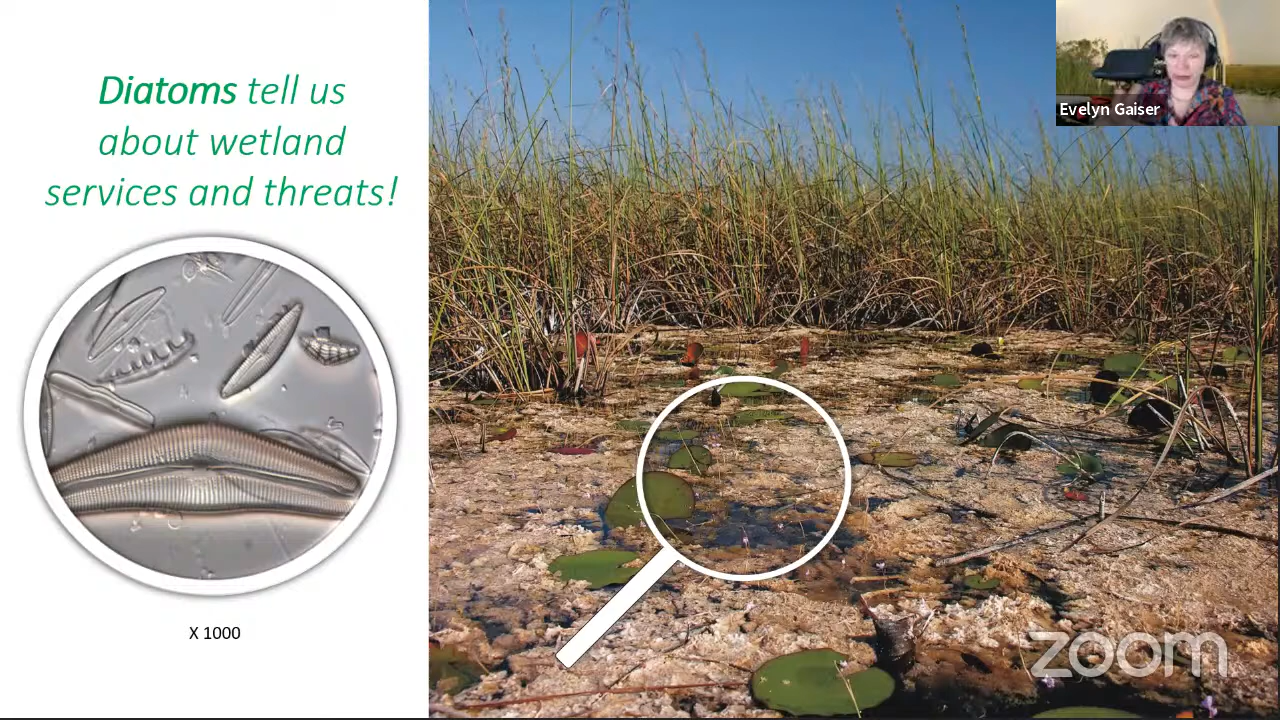 Diatoms tell us
about wetland
services and threats!
X 1000
Evelyn Gaiser
zoom